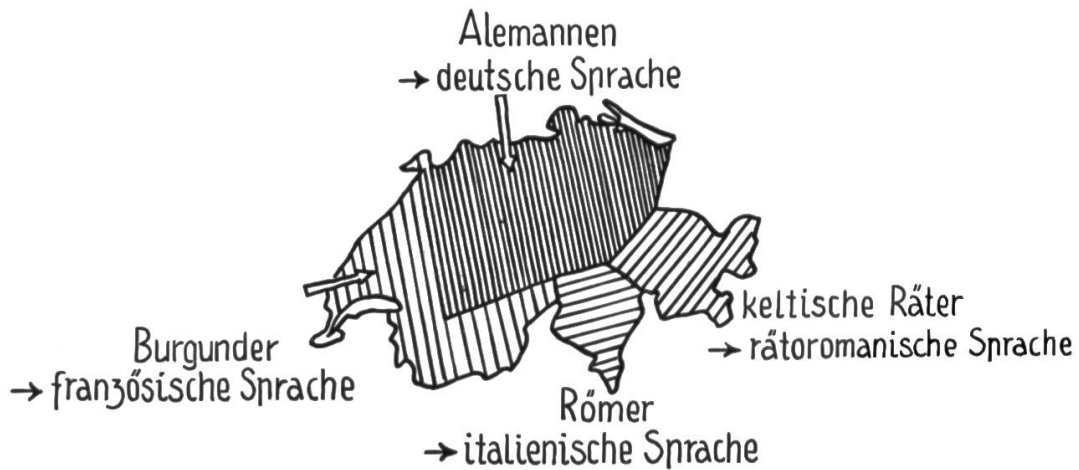 Alemannen
→ deutsche Sprache
keltische Räter
→ rätoromanische Sprache
Burgunder
→ französische Sprache
Römer
→ italienische Sprache